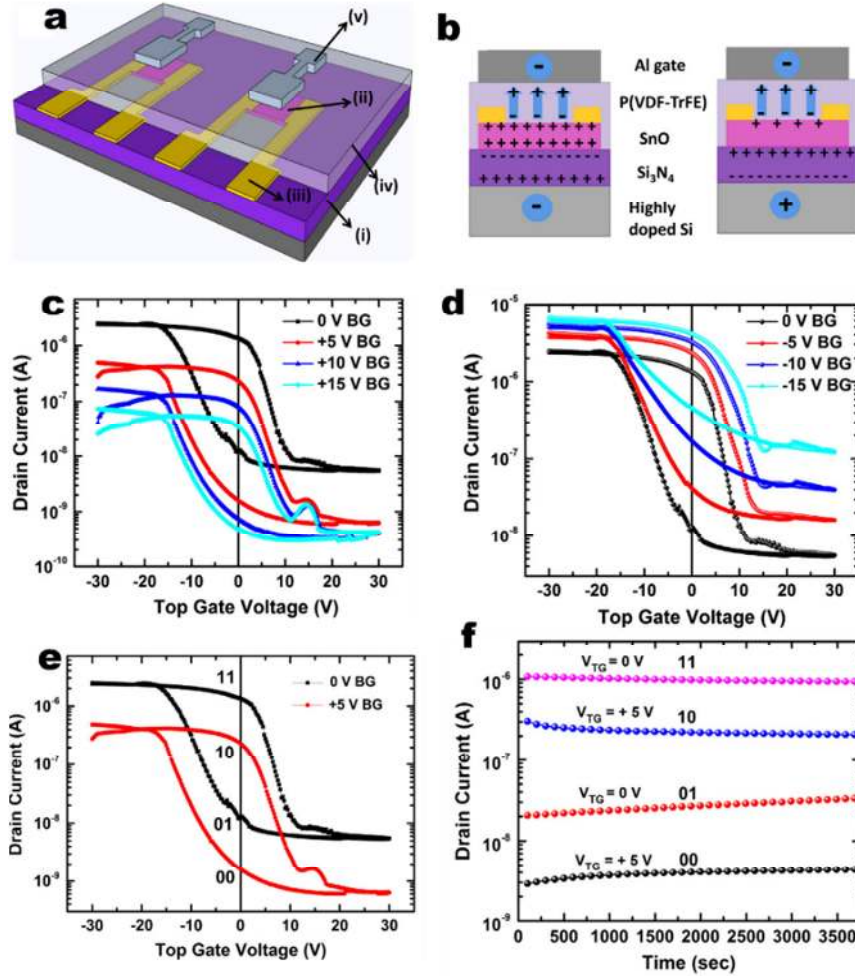 a
(v)
(ii)
(iii)
(iv)
(i)
b
Al gate
P(VDF-TrFE)
SnO
Si₃N₄
Highly
doped Si
-
+ + +
- - -
+ + + + + + + + +
+ + + + + + + + +
- - - - - - - - - - -
+ + + + + + + + +
-
-
+ + +
- - -
+ + + +
+ + + + + + + + +
- - - - - - - - - - -
+
c
Drain Current (A)
10⁻⁶
10⁻⁷
10⁻⁸
10⁻⁹
10⁻¹⁰
0 V BG
+5 V BG
+10 V BG
+15 V BG
-30 -20 -10 0 10 20 30
Top Gate Voltage (V)
d
Drain Current (A)
10⁻⁵
10⁻⁶
10⁻⁷
10⁻⁸
0 V BG
-5 V BG
-10 V BG
-15 V BG
-30 -20 -10 0 10 20 30
Top Gate Voltage (V)
e
Drain Current (A)
10⁻⁶
10⁻⁷
10⁻⁸
10⁻⁹
0 V BG
+5 V BG
11
10
01
00
-30 -20 -10 0 10 20 30
Top Gate Voltage (V)
f
Drain Current (A)
10⁻⁶
10⁻⁷
10⁻⁸
10⁻⁹
V_TG = 0 V 11
V_TG = + 5 V 10
V_TG = 0 V 01
V_TG = + 5 V 00
0 500 1000 1500 2000 2500 3000 3500
Time (sec)